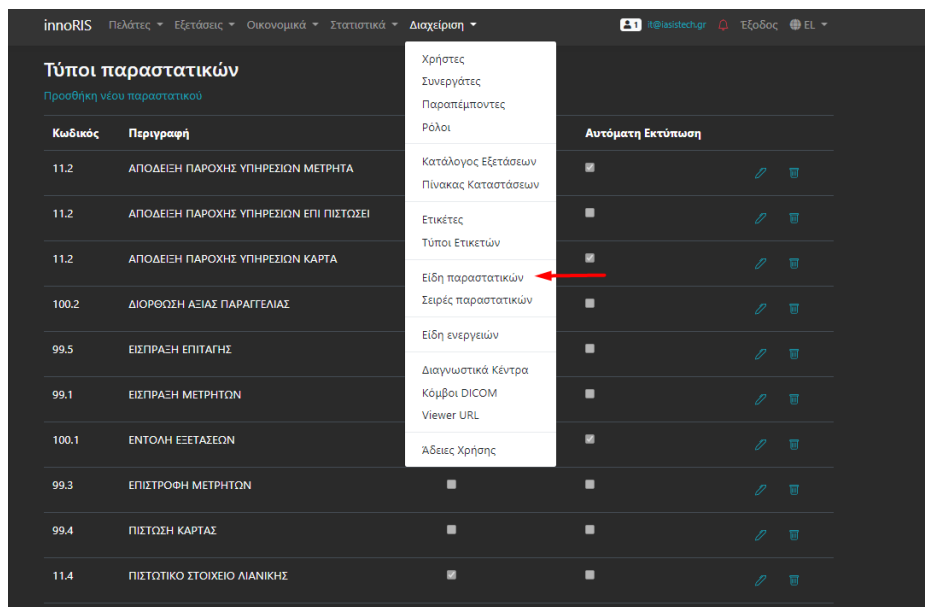 innoRIS Πελάτες Εξετάσεις Οικονομικά Στατιστικά Διαχείριση 1 it@iasistech.gr Έξοδος EL
Τύποι παραστατικών
Προσθήκη νέου παραστατικού
Χρήστες
Συνεργάτες
Παραπέμποντες
Ρόλοι
Κατάλογος Εξετάσεων
Πίνακας Καταστάσεων
Ετικέτες
Τύποι Ετικετών
Είδη παραστατικών
Σειρές παραστατικών
Είδη ενεργειών
Διαγνωστικά Κέντρα
Κόμβοι DICOM
Viewer URL
Άδειες Χρήσης
Κωδικός Περιγραφή Αυτόματη Εκτύπωση
11.2 ΑΠΟΔΕΙΞΗ ΠΑΡΟΧΗΣ ΥΠΗΡΕΣΙΩΝ ΜΕΤΡΗΤΑ
11.2 ΑΠΟΔΕΙΞΗ ΠΑΡΟΧΗΣ ΥΠΗΡΕΣΙΩΝ ΕΠΙ ΠΙΣΤΩΣΕΙ
11.2 ΑΠΟΔΕΙΞΗ ΠΑΡΟΧΗΣ ΥΠΗΡΕΣΙΩΝ ΚΑΡΤΑ
100.2 ΔΙΟΡΘΩΣΗ ΑΞΙΑΣ ΠΑΡΑΓΓΕΛΙΑΣ
99.5 ΕΙΣΠΡΑΞΗ ΕΠΙΤΑΓΗΣ
99.1 ΕΙΣΠΡΑΞΗ ΜΕΤΡΗΤΩΝ
100.1 ΕΝΤΟΛΗ ΕΞΕΤΑΣΕΩΝ
99.3 ΕΠΙΣΤΡΟΦΗ ΜΕΤΡΗΤΩΝ
99.4 ΠΙΣΤΩΣΗ ΚΑΡΤΑΣ
11.4 ΠΙΣΤΩΤΙΚΟ ΣΤΟΙΧΕΙΟ ΛΙΑΝΙΚΗΣ